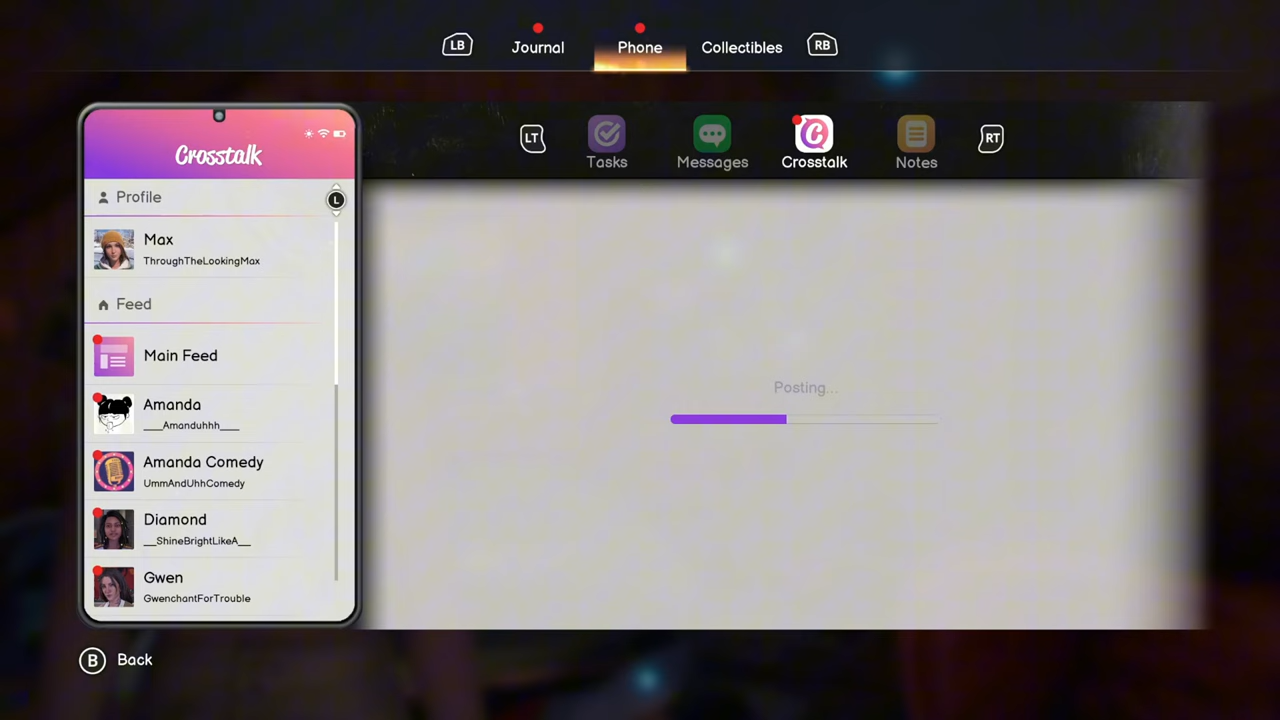 LB
Journal
Phone
Collectibles
RB
Crosstalk
Profile
L
Max
ThroughTheLookingMax
Feed
Main Feed
Amanda
___Amanduhhh____
Amanda Comedy
UmmAndUhhComedy
Diamond
__ShineBrightLikeA__
Gwen
GwenchantForTrouble
LT
Tasks
Messages
C
Crosstalk
Notes
RT
Posting...
B
Back